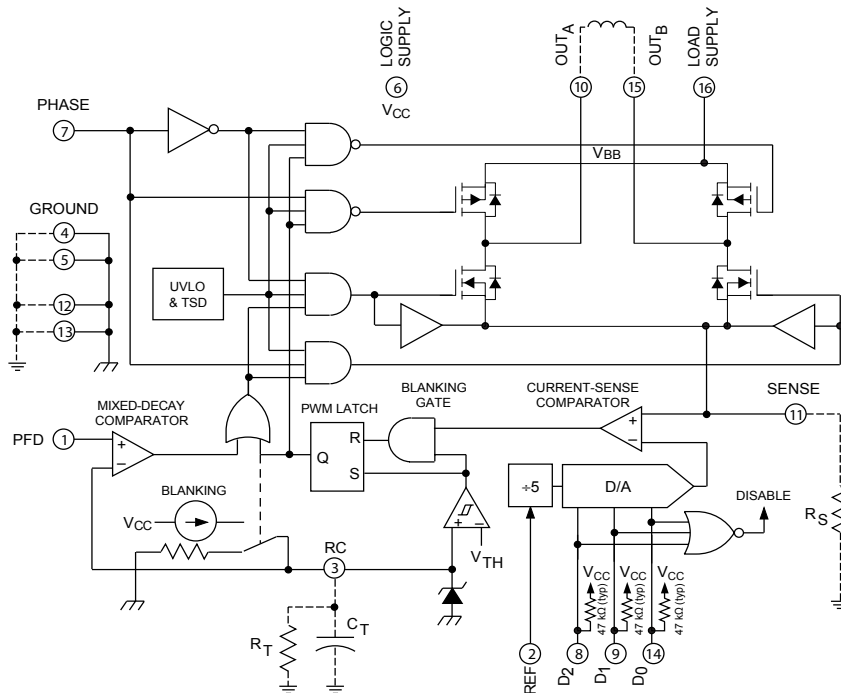 LOGIC
SUPPLY
6
VCC
OUTA
10
OUTB
15
LOAD
SUPPLY
16
PHASE
7
VBB
GROUND
4
5
12
13
UVLO
& TSD
MIXED-DECAY
COMPARATOR
PFD
1
+
−
PWM LATCH
Q
R
S
BLANKING
GATE
CURRENT-SENSE
COMPARATOR
+
−
SENSE
11
RS
BLANKING
VCC
RC
3
RT
CT
+
−
VTH
÷5
D/A
DISABLE
VCC
47 kΩ (typ)
VCC
47 kΩ (typ)
VCC
47 kΩ (typ)
REF
2
D2
8
D1
9
D0
14